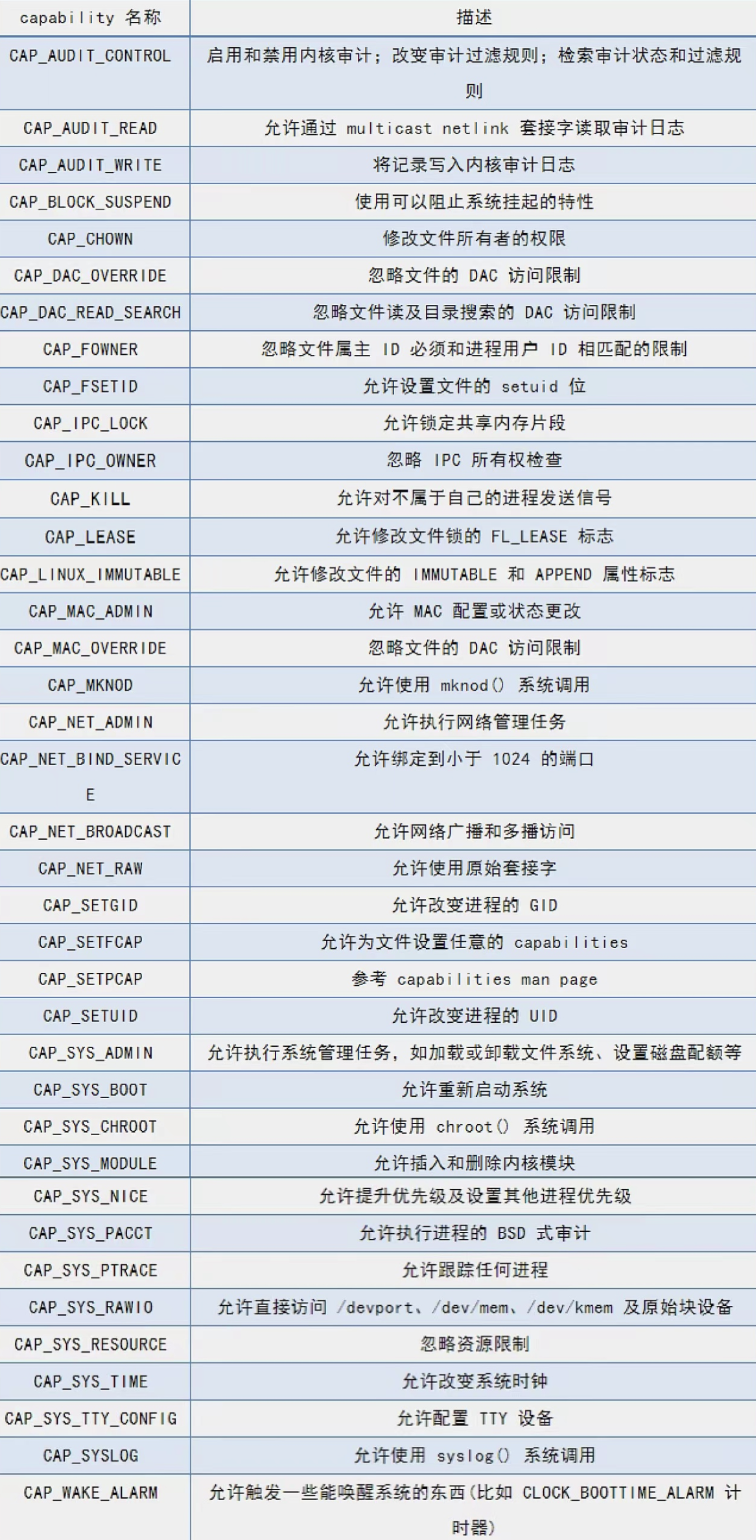 capability 名称 描述
CAP_AUDIT_CONTROL 启用和禁用内核审计；改变审计过滤规则；检索审计状态和过滤规
则
CAP_AUDIT_READ 允许通过 multicast netlink 套接字读取审计日志
CAP_AUDIT_WRITE 将记录写入内核审计日志
CAP_BLOCK_SUSPEND 使用可以阻止系统挂起的特性
CAP_CHOWN 修改文件所有者的权限
CAP_DAC_OVERRIDE 忽略文件的 DAC 访问限制
CAP_DAC_READ_SEARCH 忽略文件读及目录搜索的 DAC 访问限制
CAP_FOWNER 忽略文件属主 ID 必须和进程用户 ID 相匹配的限制
CAP_FSETID 允许设置文件的 setuid 位
CAP_IPC_LOCK 允许锁定共享内存片段
CAP_IPC_OWNER 忽略 IPC 所有权检查
CAP_KILL 允许对不属于自己的进程发送信号
CAP_LEASE 允许修改文件锁的 FL_LEASE 标志
CAP_LINUX_IMMUTABLE 允许修改文件的 IMMUTABLE 和 APPEND 属性标志
CAP_MAC_ADMIN 允许 MAC 配置或状态更改
CAP_MAC_OVERRIDE 忽略文件的 DAC 访问限制
CAP_MKNOD 允许使用 mknod() 系统调用
CAP_NET_ADMIN 允许执行网络管理任务
CAP_NET_BIND_SERVIC 允许绑定到小于 1024 的端口
E
CAP_NET_BROADCAST 允许网络广播和多播访问
CAP_NET_RAW 允许使用原始套接字
CAP_SETGID 允许改变进程的 GID
CAP_SETFCAP 允许为文件设置任意的 capabilities
CAP_SETPCAP 参考 capabilities man page
CAP_SETUID 允许改变进程的 UID
CAP_SYS_ADMIN 允许执行系统管理任务，如加载或卸载文件系统、设置磁盘配额等
CAP_SYS_BOOT 允许重新启动系统
CAP_SYS_CHROOT 允许使用 chroot() 系统调用
CAP_SYS_MODULE 允许插入和删除内核模块
CAP_SYS_NICE 允许提升优先级及设置其他进程优先级
CAP_SYS_PACCT 允许执行进程的 BSD 式审计
CAP_SYS_PTRACE 允许跟踪任何进程
CAP_SYS_RAWIO 允许直接访问 /devport、/dev/mem、/dev/kmem 及原始块设备
CAP_SYS_RESOURCE 忽略资源限制
CAP_SYS_TIME 允许改变系统时钟
CAP_SYS_TTY_CONFIG 允许配置 TTY 设备
CAP_SYSLOG 允许使用 syslog() 系统调用
CAP_WAKE_ALARM 允许触发一些能唤醒系统的东西(比如 CLOCK_BOOTTIME_ALARM 计
时器)